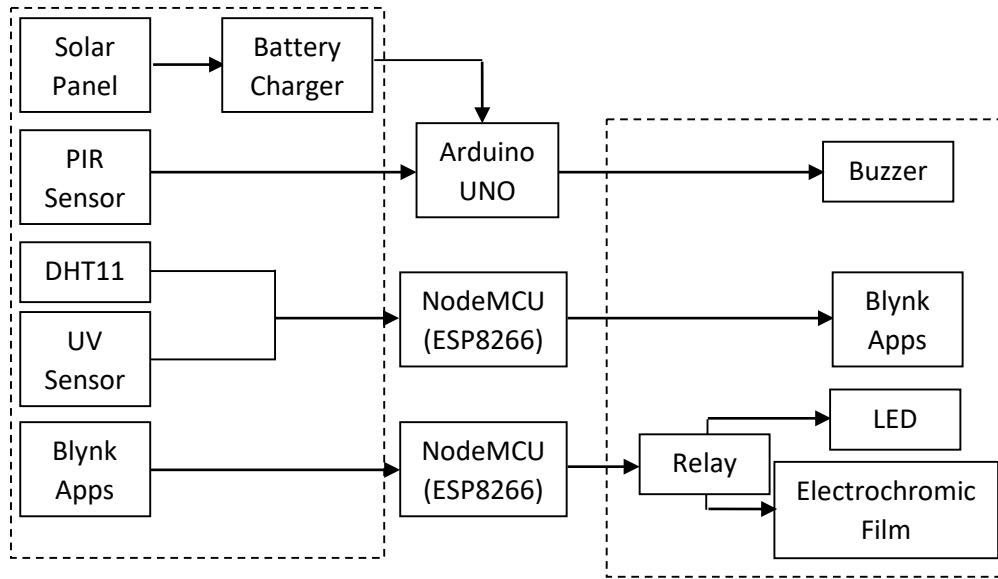 Solar
Panel
Battery
Charger
PIR
Sensor
Arduino
UNO
Buzzer
DHT11
UV
Sensor
NodeMCU
(ESP8266)
Blynk
Apps
Blynk
Apps
NodeMCU
(ESP8266)
Relay
LED
Electrochromic
Film